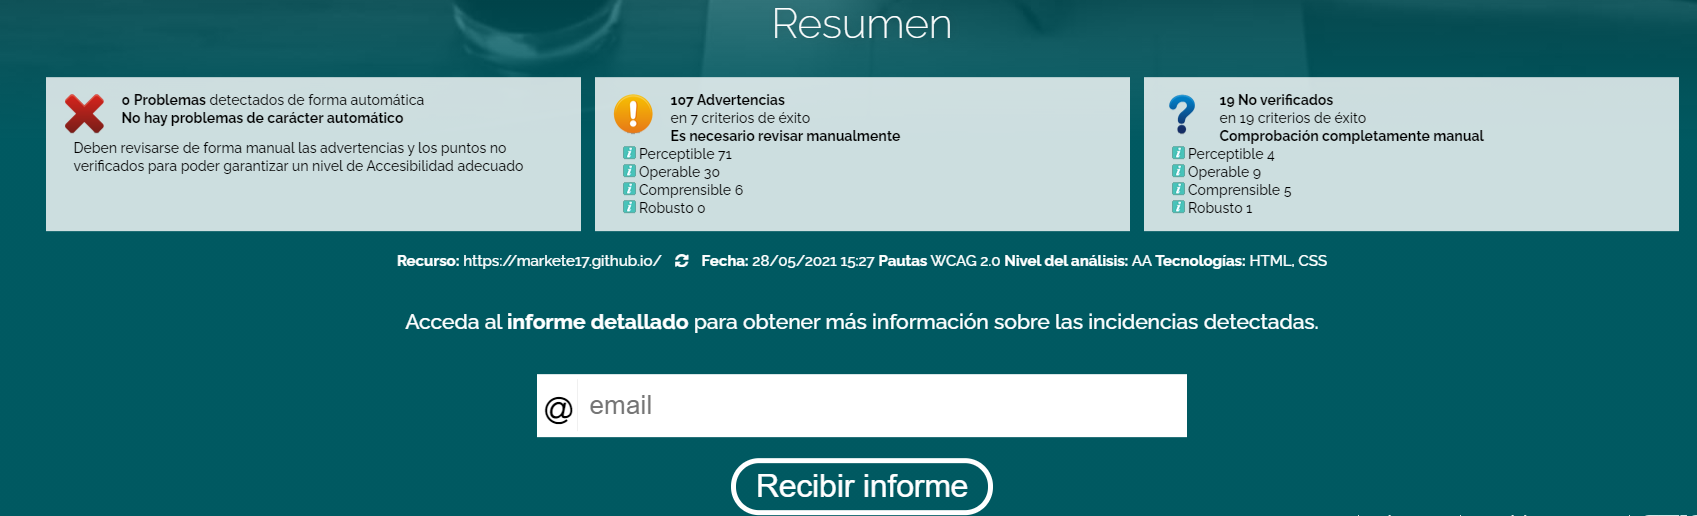 Resumen
0 Problemas detectados de forma automática
No hay problemas de carácter automático
Deben revisarse de forma manual las advertencias y los puntos no
verificados para poder garantizar un nivel de Accesibilidad adecuado
107 Advertencias
en 7 criterios de éxito
Es necesario revisar manualmente
i Perceptible 71
i Operable 30
i Comprensible 6
i Robusto 0
19 No verificados
en 19 criterios de éxito
Comprobación completamente manual
i Perceptible 4
i Operable 9
i Comprensible 5
i Robusto 1
Recurso: https://markete17.github.io/ Fecha: 28/05/2021 15:27 Pautas WCAG 2.0 Nivel del análisis: AA Tecnologías: HTML, CSS
Acceda al informe detallado para obtener más información sobre las incidencias detectadas.
@ email
Recibir informe